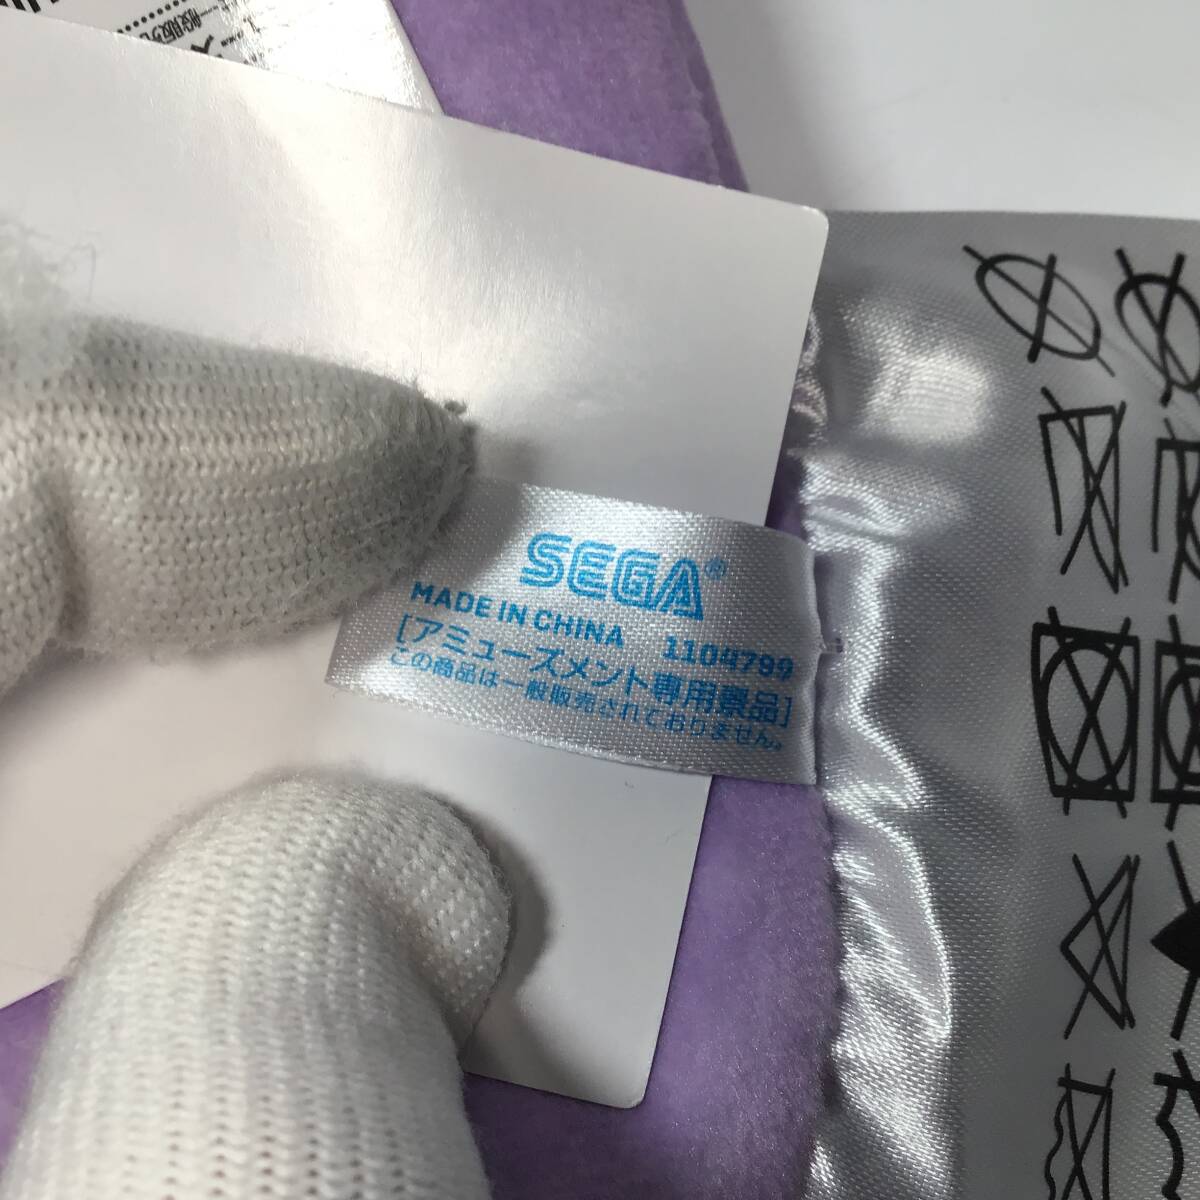 SEGA®
MADE IN CHINA 1104789
[アミューズメント専用景品]
この商品は一般販売されておりません。